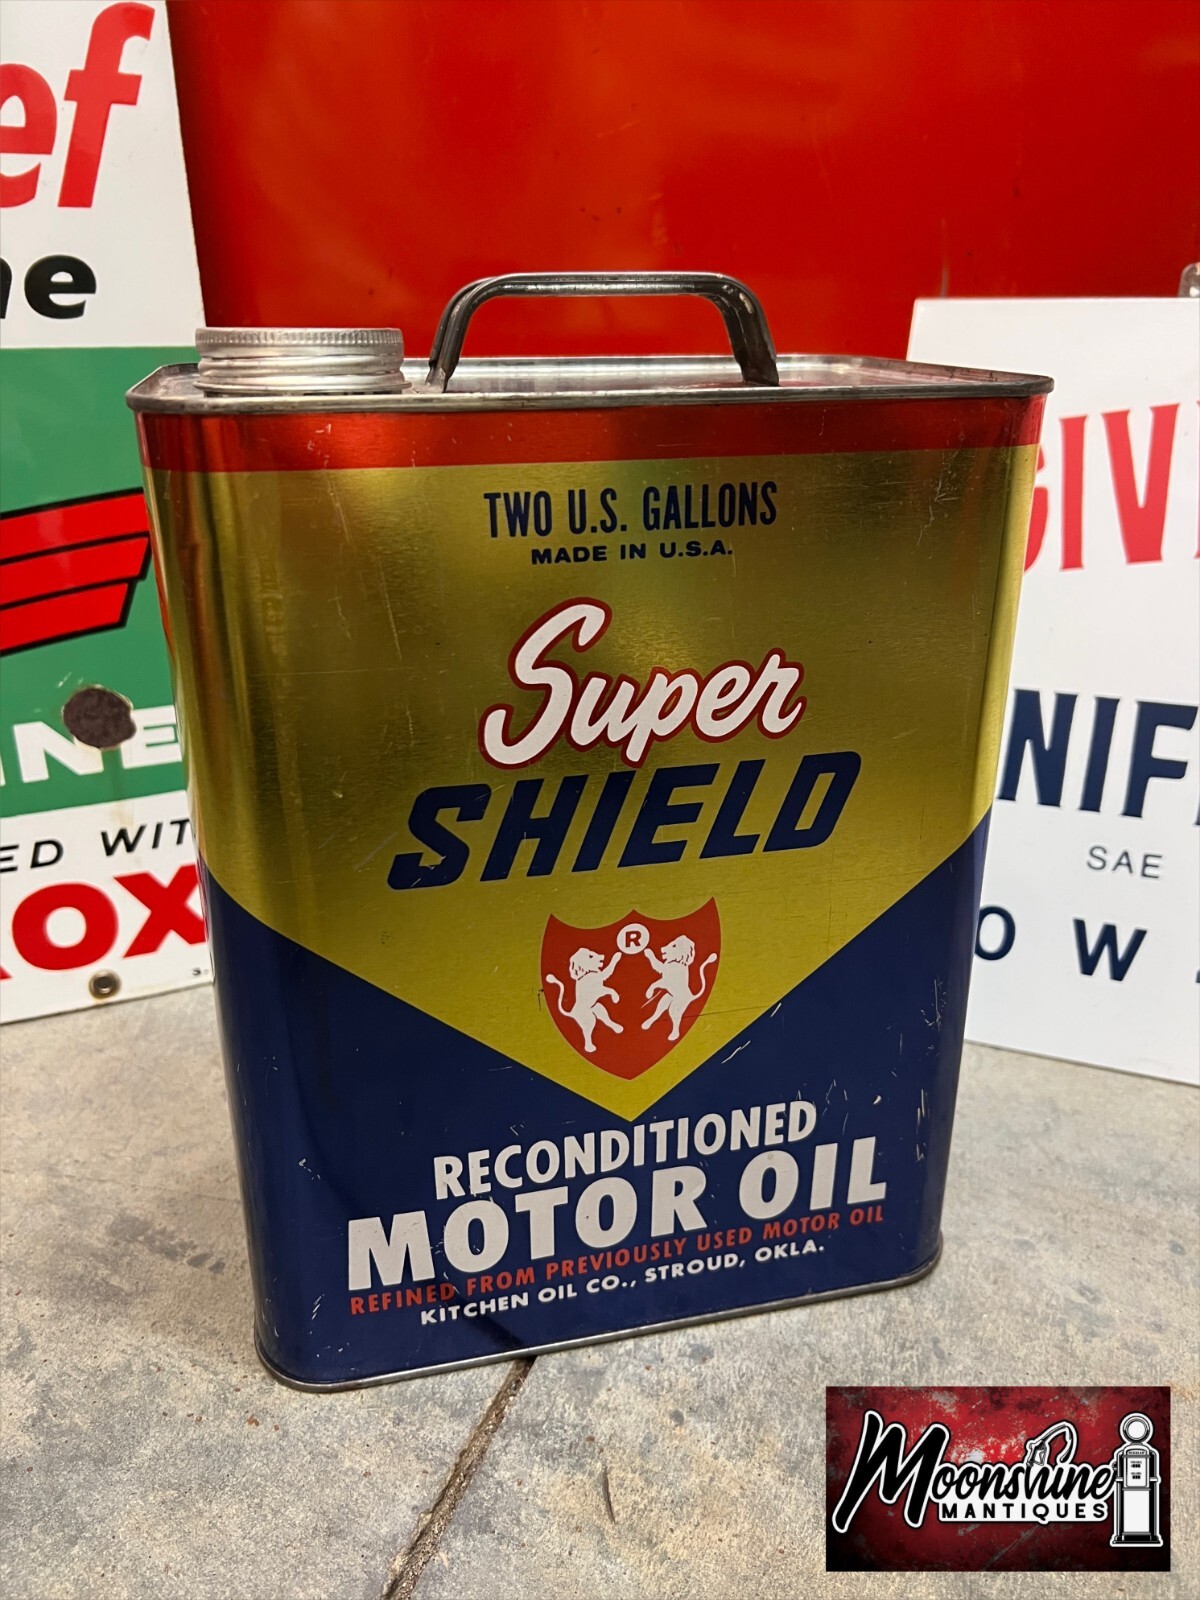 TWO U.S. GALLONS
MADE IN U.S.A.
Super
SHIELD
R
RECONDITIONED
MOTOR OIL
REFINED FROM PREVIOUSLY USED MOTOR OIL
KITCHEN OIL CO., STROUD, OKLA.
ef
ne
INE
ED WIT
OX
GIV
NIF
SAE
O W
Moonshine
MANTIQUES